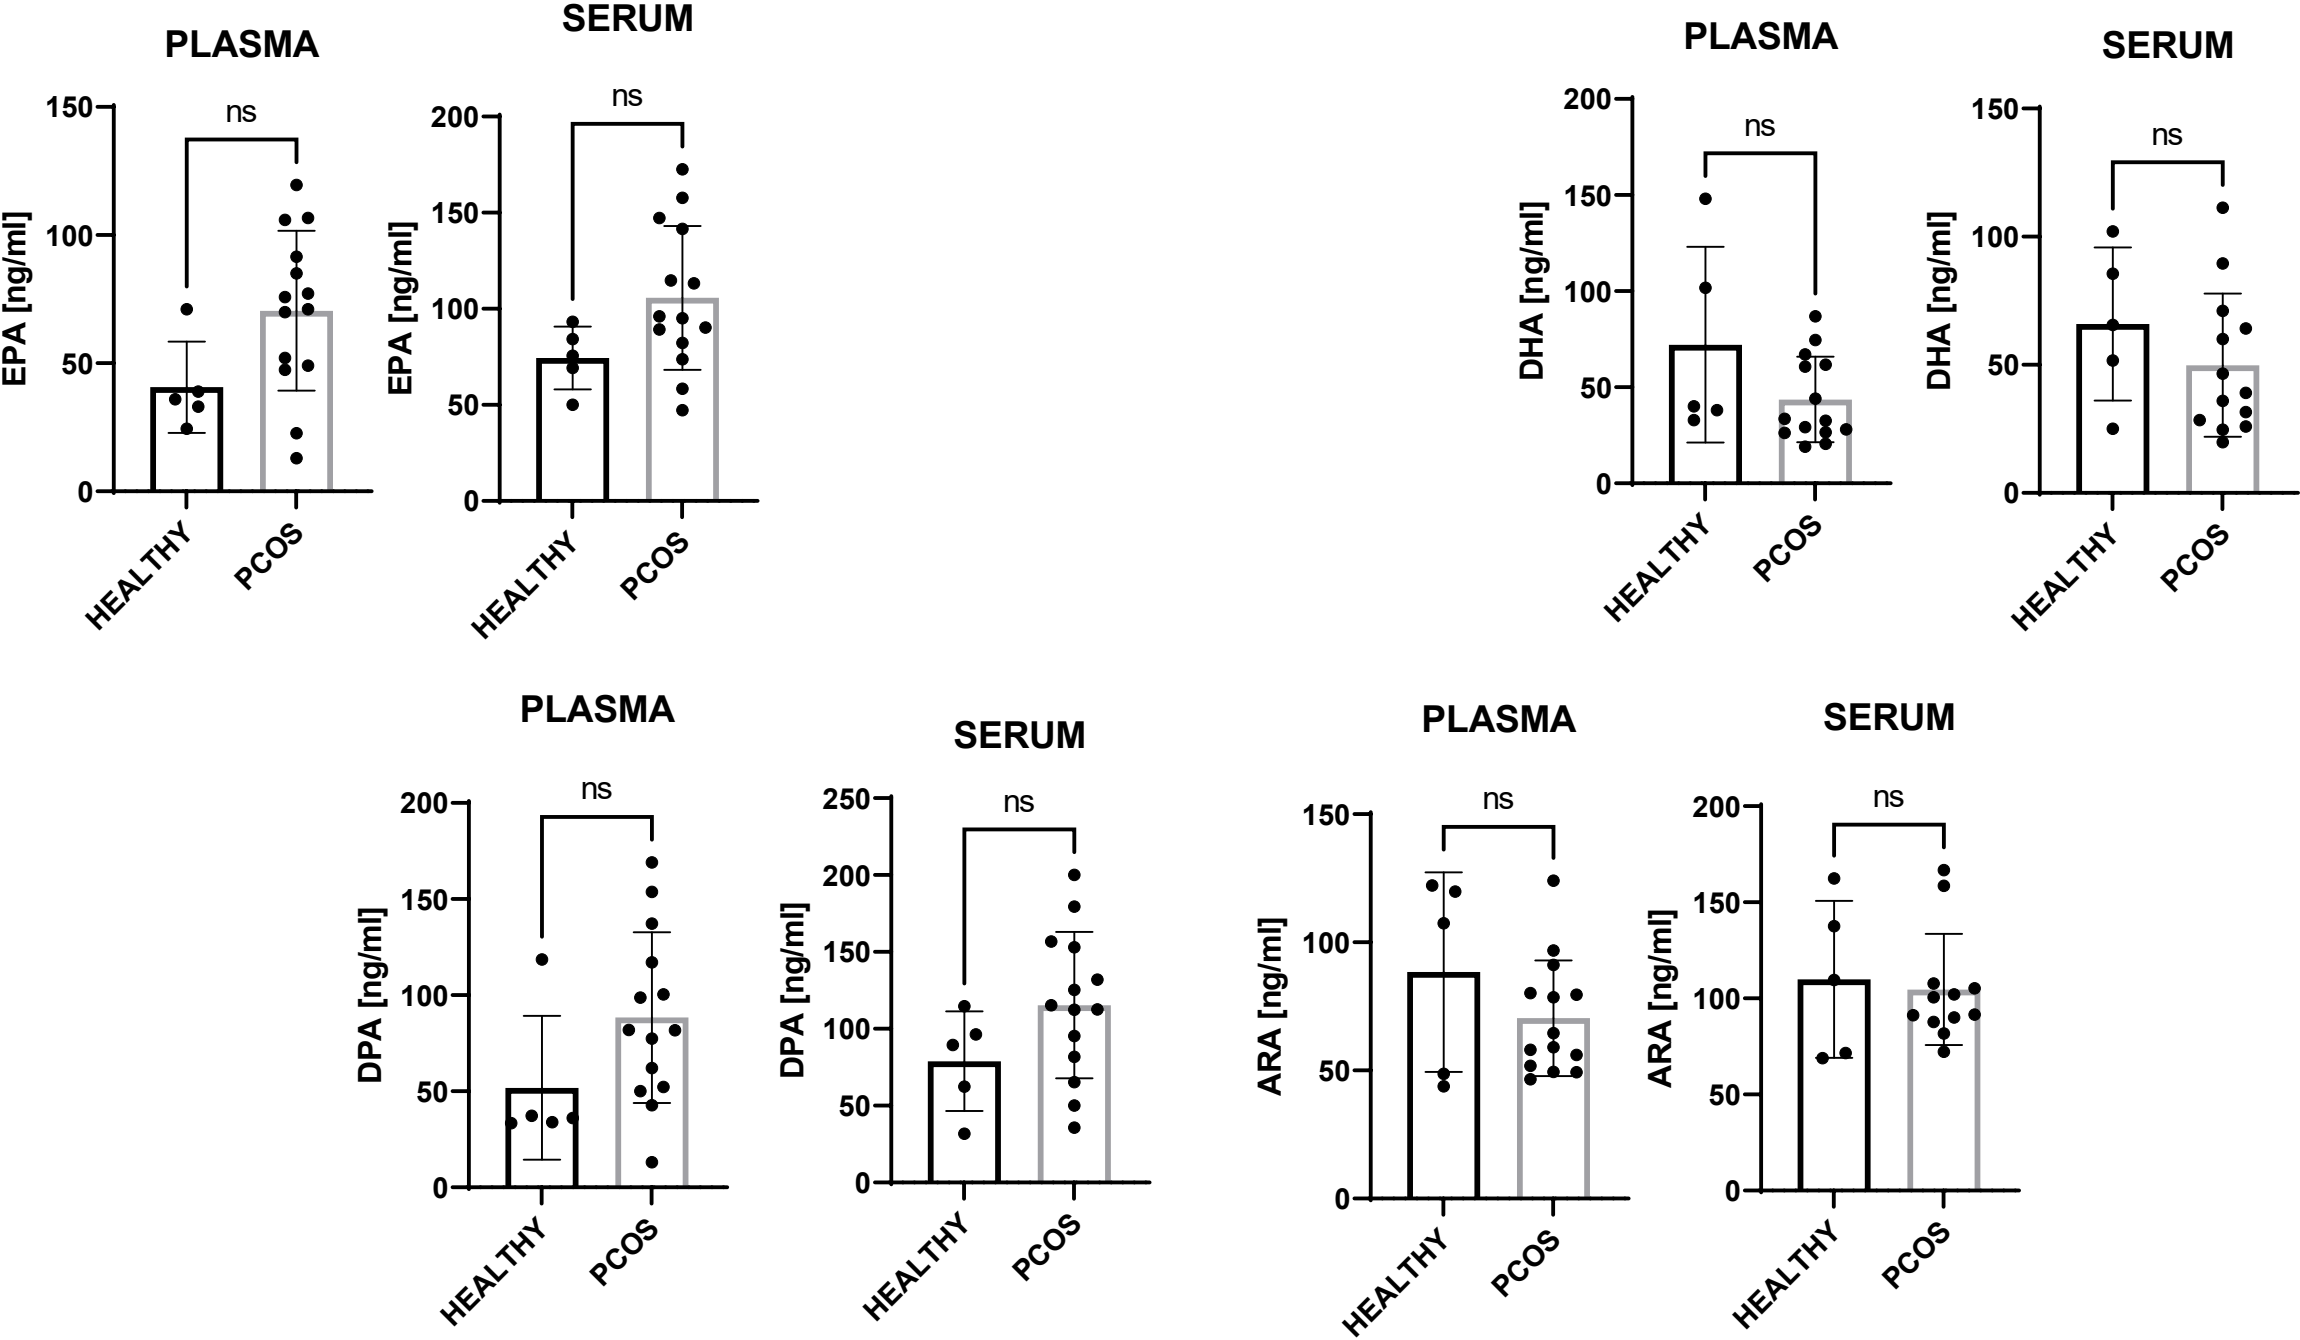 PLASMA
ns
EPA [ng/ml]
150
100
50
0
HEALTHY
PCOS
SERUM
ns
EPA [ng/ml]
200
150
100
50
0
HEALTHY
PCOS
PLASMA
ns
DHA [ng/ml]
200
150
100
50
0
HEALTHY
PCOS
SERUM
ns
DHA [ng/ml]
150
100
50
0
HEALTHY
PCOS
PLASMA
ns
DPA [ng/ml]
200
150
100
50
0
HEALTHY
PCOS
SERUM
ns
DPA [ng/ml]
250
200
150
100
50
0
HEALTHY
PCOS
PLASMA
ns
ARA [ng/ml]
150
100
50
0
HEALTHY
PCOS
SERUM
ns
ARA [ng/ml]
200
150
100
50
0
HEALTHY
PCOS